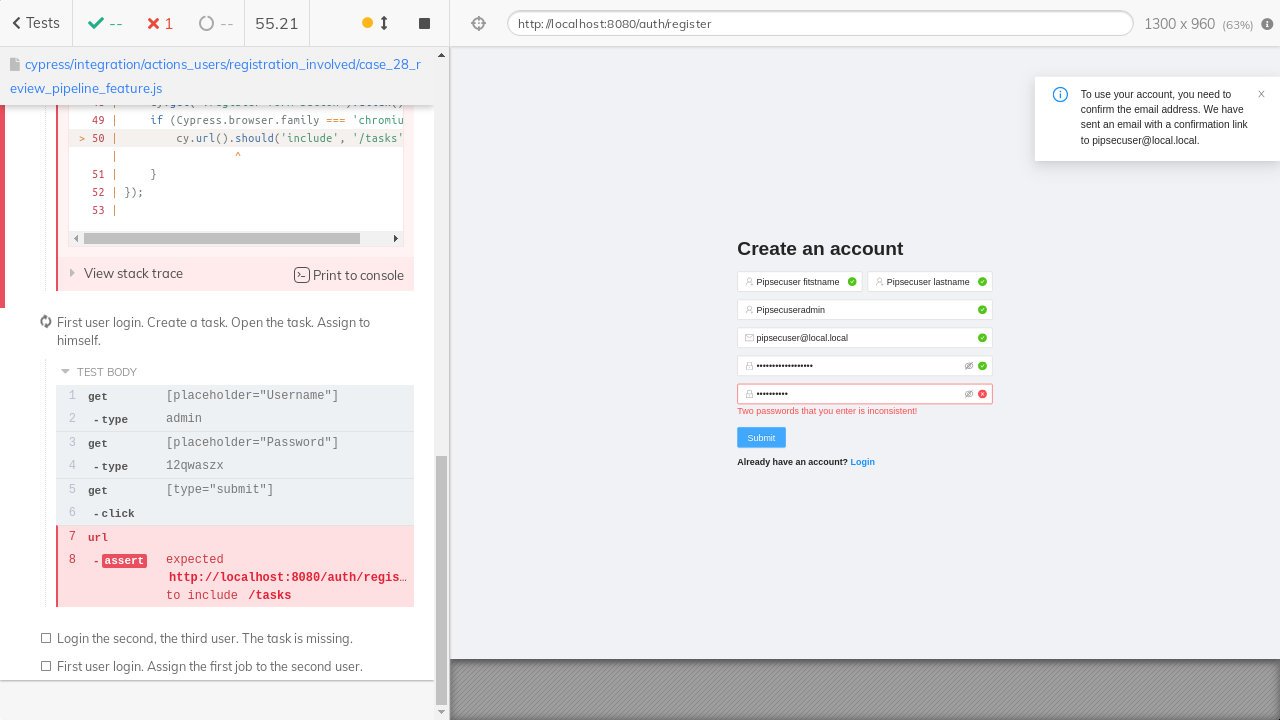 Tests
--
1
--
55.21
http://localhost:8080/auth/register
1300 x 960 (63%)
cypress/integration/actions_users/registration_involved/case_28_r
eview_pipeline_feature.js
49 | if (Cypress.browser.family === 'chromiu
> 50 | cy.url().should('include', '/tasks'
| ^
51 | }
52 | });
53 |
View stack trace
Print to console
First user login. Create a task. Open the task. Assign to
himself.
TEST BODY
1 get [placeholder="Username"]
2 - type admin
3 get [placeholder="Password"]
4 - type 12qwaszx
5 get [type="submit"]
6 - click
7 url
8 - assert expected
http://localhost:8080/auth/regis…
to include /tasks
Login the second, the third user. The task is missing.
First user login. Assign the first job to the second user.
To use your account, you need to
confirm the email address. We have
sent an email with a confirmation link
to pipsecuser@local.local.
Create an account
Pipsecuser fitstname
Pipsecuser lastname
Pipsecuseradmin
pipsecuser@local.local
••••••••••••••••••
••••••••••
Two passwords that you enter is inconsistent!
Submit
Already have an account? Login